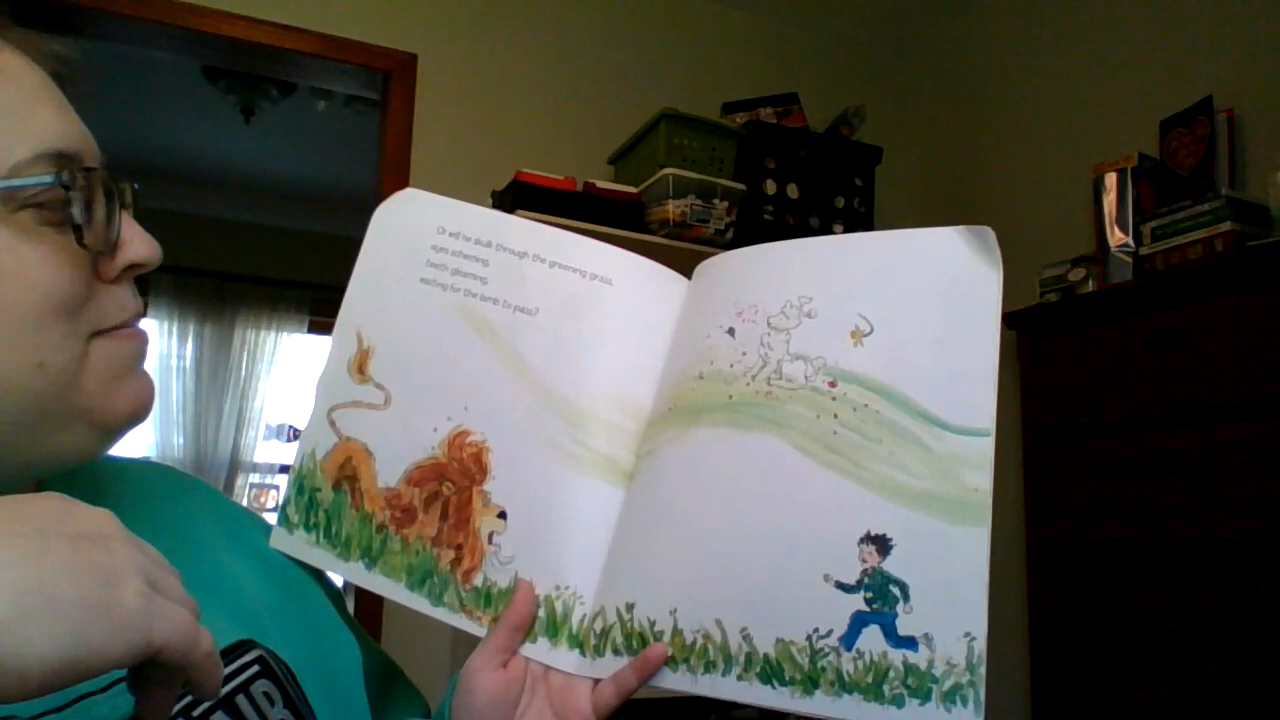 Or will he skulk through the greening grass,
eyes scheming,
teeth gleaming,
waiting for the lamb to pass?